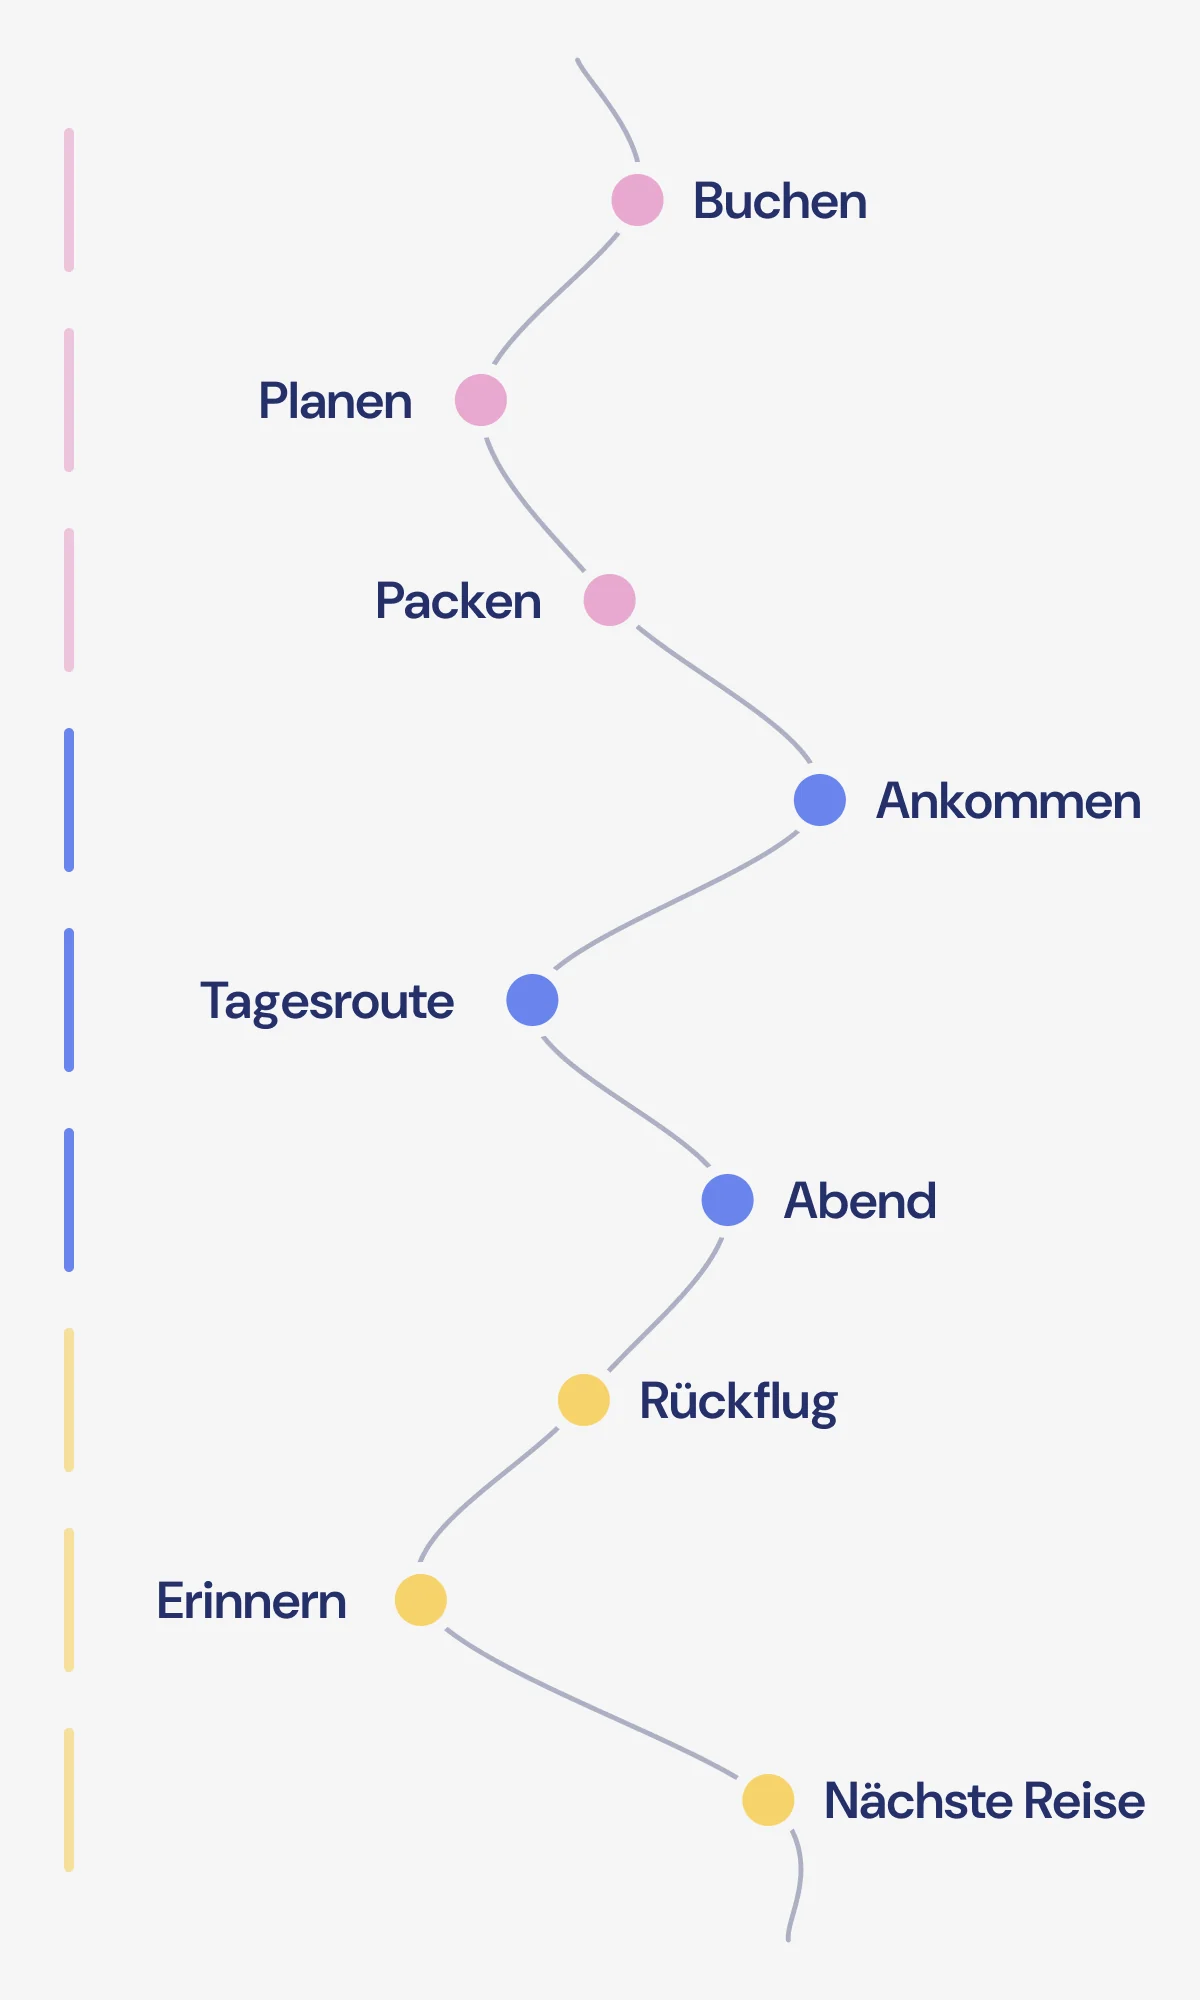 Buchen
Planen
Packen
Ankommen
Tagesroute
Abend
Rückflug
Erinnern
Nächste Reise